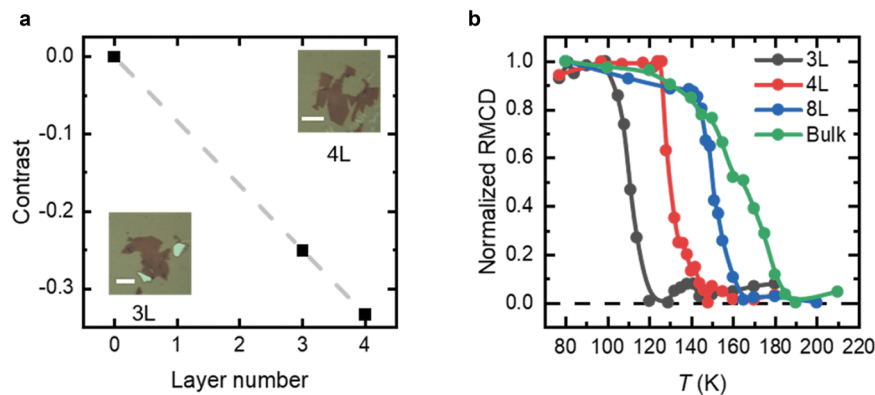 a
Contrast
0.0
-0.1
-0.2
-0.3
4L
3L
0 1 2 3 4
Layer number
b
Normalized RMCD
1.0
0.8
0.6
0.4
0.2
0.0
3L
4L
8L
Bulk
80 100 120 140 160 180 200 220
T (K)